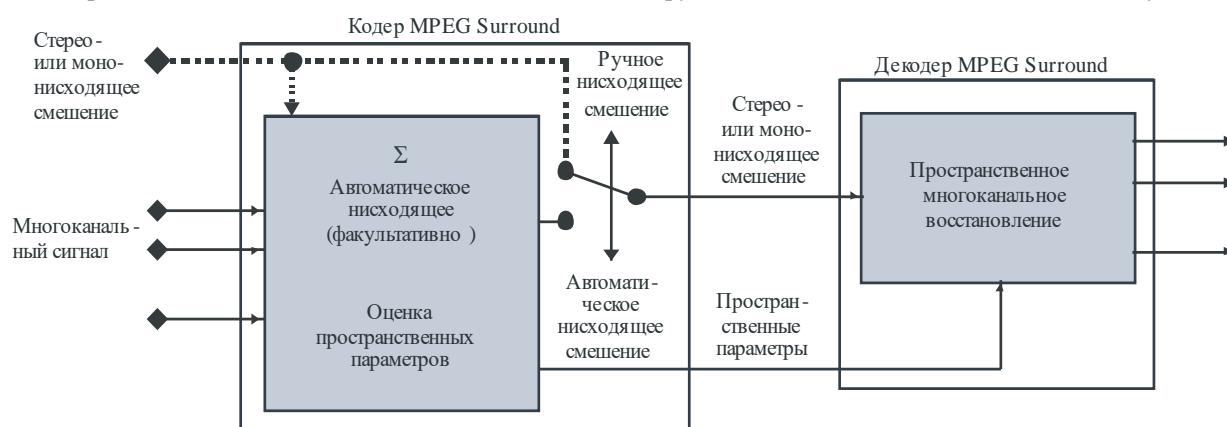 Кодер MPEG Surround
Стерео -
или моно-
нисходящее
смешение
Многоканаль -
ный сигнал
Σ
Автоматическое
нисходящее
(факультативно )
Оценка
пространственных
параметров
Ручное
нисходящее
смешение
Автомати-
ческое
нисходящее
смешение
Стерео -
или моно-
нисходящее
смешение
Простран-
ственные
параметры
Декодер MPEG Surround
Пространственное
многоканальное
восстановление